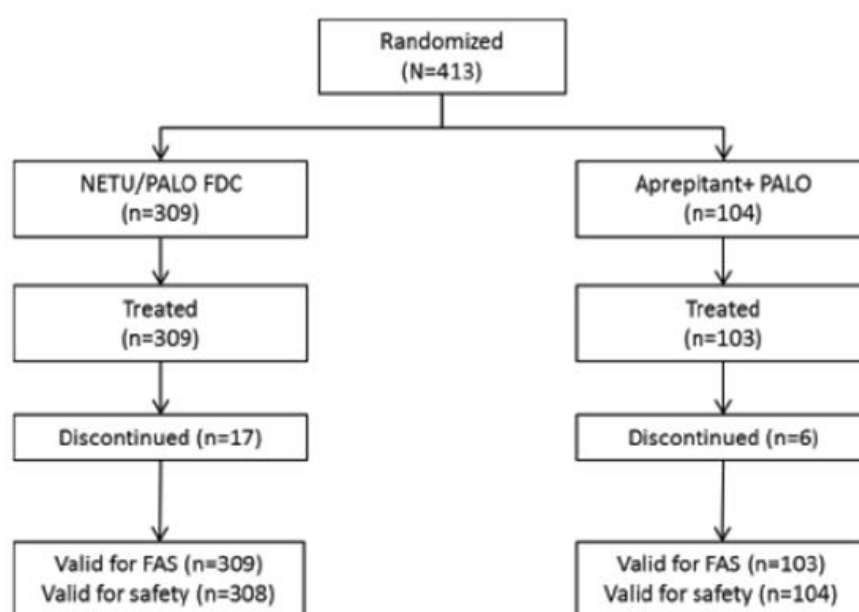 Randomized
(N=413)
NETU/PALO FDC
(n=309)
Aprepitant+ PALO
(n=104)
Treated
(n=309)
Treated
(n=103)
Discontinued (n=17)
Discontinued (n=6)
Valid for FAS (n=309)
Valid for safety (n=308)
Valid for FAS (n=103)
Valid for safety (n=104)